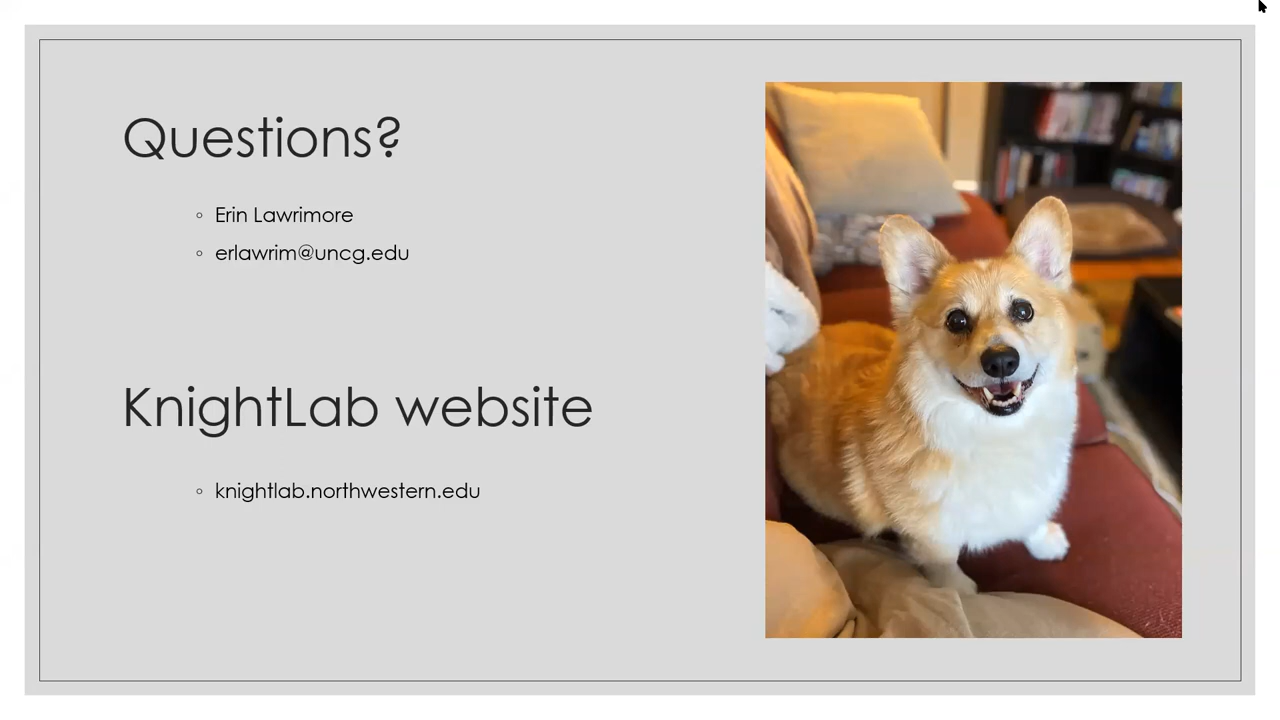 Questions?
Erin Lawrimore
erlawrim@uncg.edu
KnightLab website
knightlab.northwestern.edu